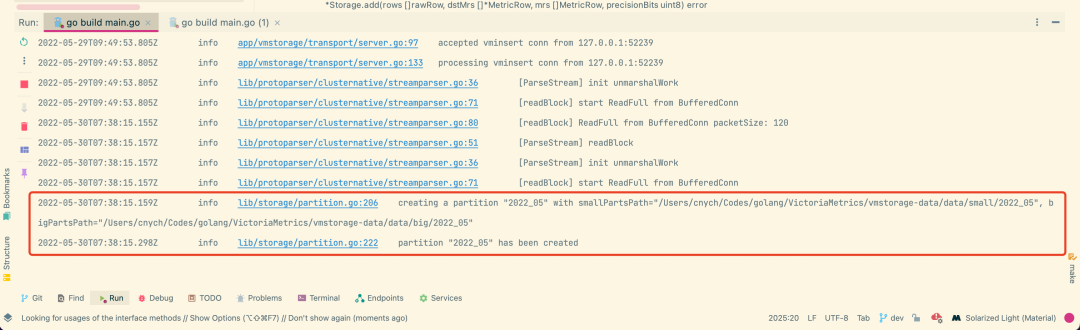 *Storage.add(rows []rawRow, dstMrs []*MetricRow, mrs []MetricRow, precisionBits uint8) error
Run: go build main.go × go build main.go (1) ×
2022-05-29T09:49:53.805Z info app/vmstorage/transport/server.go:97 accepted vminsert conn from 127.0.0.1:52239
2022-05-29T09:49:53.805Z info app/vmstorage/transport/server.go:133 processing vminsert conn from 127.0.0.1:52239
2022-05-29T09:49:53.805Z info lib/protoparser/clusternative/streamparser.go:36 [ParseStream] init unmarshalWork
2022-05-29T09:49:53.805Z info lib/protoparser/clusternative/streamparser.go:71 [readBlock] start ReadFull from BufferedConn
2022-05-30T07:38:15.155Z info lib/protoparser/clusternative/streamparser.go:80 [readBlock] ReadFull from BufferedConn packetSize: 120
2022-05-30T07:38:15.157Z info lib/protoparser/clusternative/streamparser.go:51 [ParseStream] readBlock
2022-05-30T07:38:15.157Z info lib/protoparser/clusternative/streamparser.go:36 [ParseStream] init unmarshalWork
2022-05-30T07:38:15.157Z info lib/protoparser/clusternative/streamparser.go:71 [readBlock] start ReadFull from BufferedConn
2022-05-30T07:38:15.159Z info lib/storage/partition.go:206 creating a partition "2022_05" with smallPartsPath="/Users/cnych/Codes/golang/VictoriaMetrics/vmstorage-data/data/small/2022_05", b
igPartsPath="/Users/cnych/Codes/golang/VictoriaMetrics/vmstorage-data/data/big/2022_05"
2022-05-30T07:38:15.298Z info lib/storage/partition.go:222 partition "2022_05" has been created
Bookmarks
Structure
make
Git Find Run Debug TODO Problems Terminal Endpoints Services
Looking for usages of the interface methods // Show Options (⌥⇧⌘F7) // Don't show again (moments ago) 2025:20 LF UTF-8 Tab dev Solarized Light (Material)